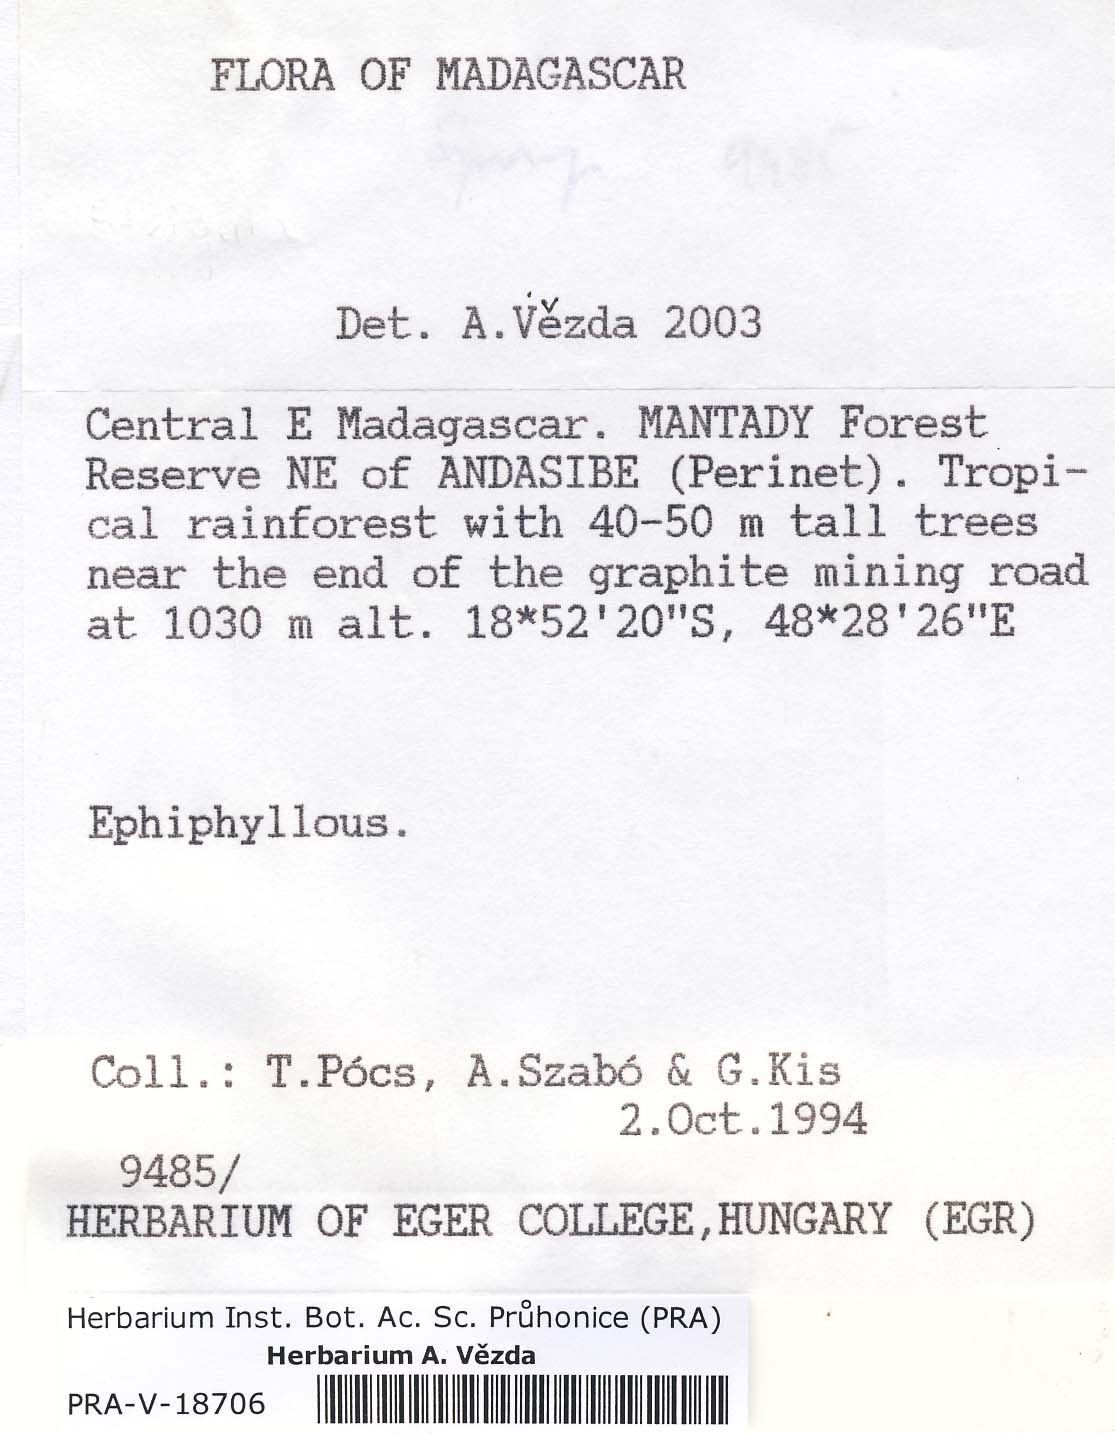 FLORA OF MADAGASCAR
Det. A.Vězda 2003
Central E Madagascar. MANTADY Forest
Reserve NE of ANDASIBE (Perinet). Tropi-
cal rainforest with 40-50 m tall trees
near the end of the graphite mining road
at 1030 m alt. 18*52'20"S, 48*28'26"E
Ephiphyllous.
Coll.: T.Pócs, A.Szabó & G.Kis
2.Oct.1994
9485/
HERBARIUM OF EGER COLLEGE,HUNGARY (EGR)
Herbarium Inst. Bot. Ac. Sc. Průhonice (PRA)
Herbarium A. Vězda
PRA-V-18706